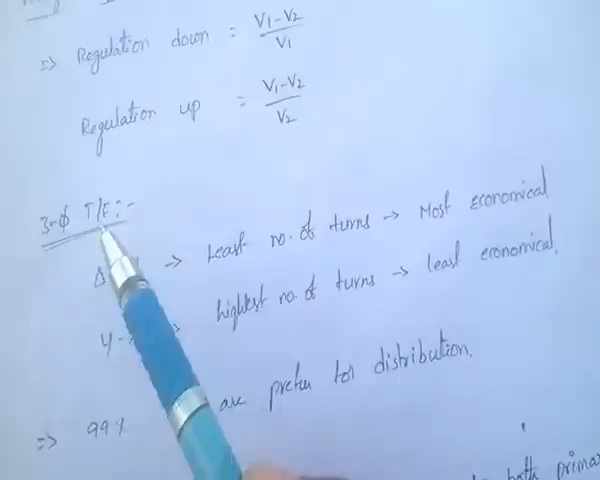 => Regulation down = V1-V2/V1
Regulation up = V1-V2/V2
3-ϕ T/F:-
Δ → Least no. of turns → Most economical
Y- highest no. of turns → least economical.
=> 99% are prefer for distribution.
both primar